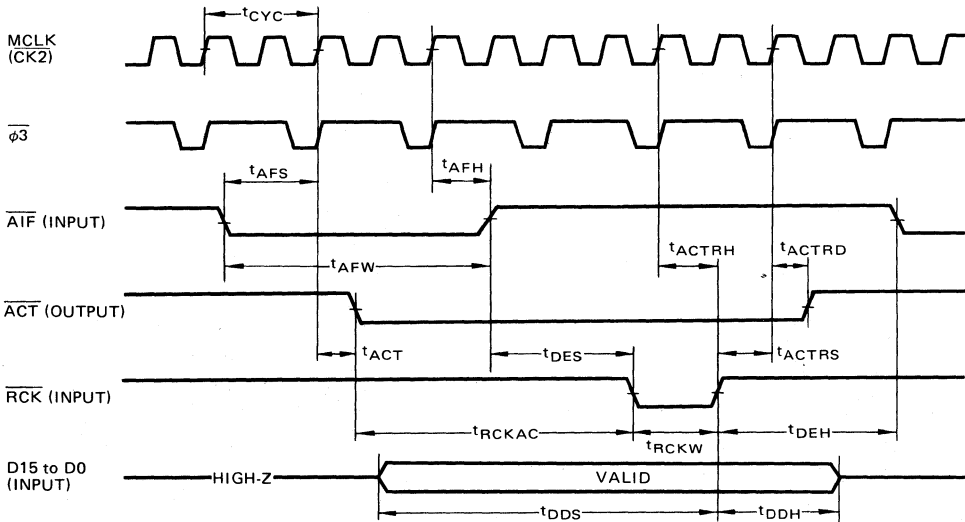 tCYC
MCLK
(CK2)
φ3
tAFS
tAFH
AIF (INPUT)
tAFW
tACTRH
tACTRD
ACT (OUTPUT)
tACT
tDES
tACTRS
RCK (INPUT)
tRCKAC
tRCKW
tDEH
D15 to D0
(INPUT)
HIGH-Z
VALID
tDDS
tDDH